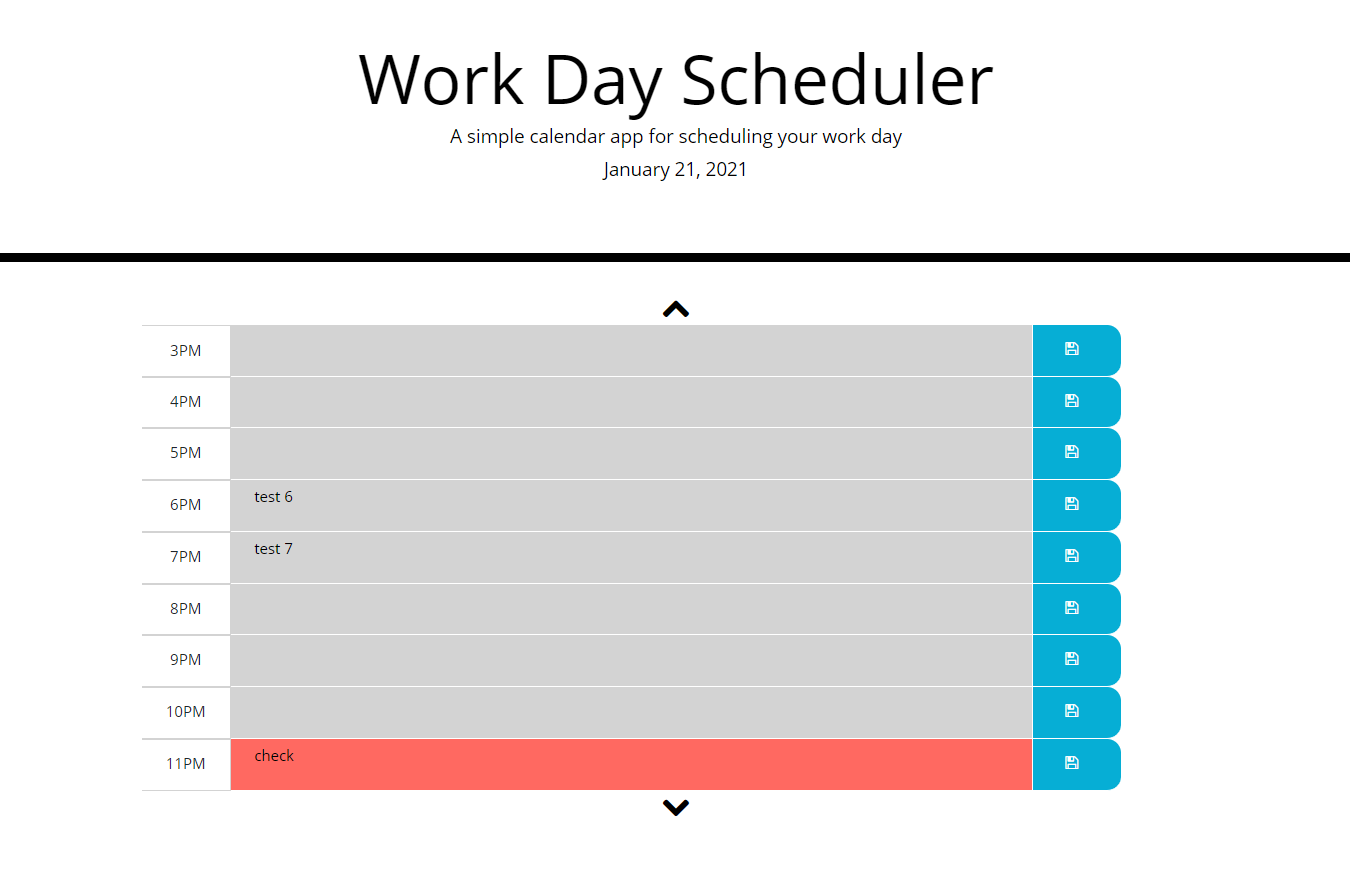 Work Day Scheduler
A simple calendar app for scheduling your work day
January 21, 2021
3PM
4PM
5PM
6PM test 6
7PM test 7
8PM
9PM
10PM
11PM check